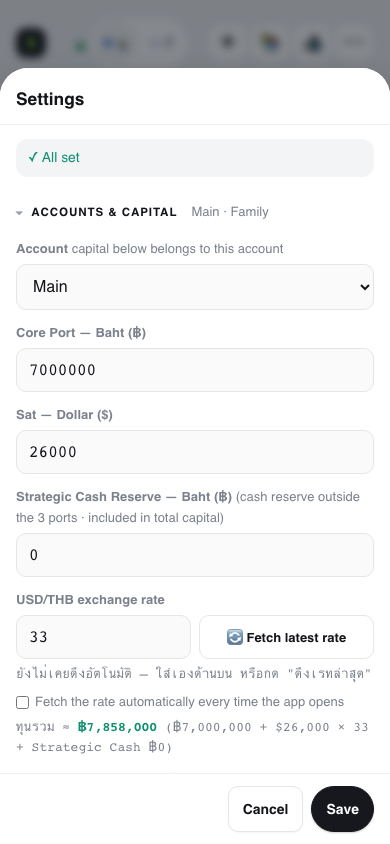 Settings
✓ All set
ACCOUNTS & CAPITAL Main · Family
Account capital below belongs to this account
Main
Core Port — Baht (฿)
7000000
Sat — Dollar ($)
26000
Strategic Cash Reserve — Baht (฿) (cash reserve outside
the 3 ports · included in total capital)
0
USD/THB exchange rate
33
Fetch latest rate
ยังไม่เคยดึงอัตโนมัติ — ใส่เองด้านบน หรือกด "ดึงเรทล่าสุด"
Fetch the rate automatically every time the app opens
ทุนรวม ≈ ฿7,858,000 (฿7,000,000 + $26,000 × 33
+ Strategic Cash ฿0)
Cancel
Save